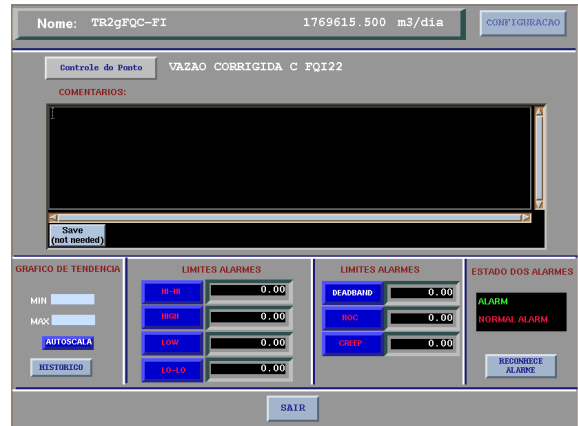 Nome: TR2gFQC-FI 1769615.500 m3/dia CONFIGURACAO
Controle do Ponto VAZAO CORRIGIDA C FQI22
COMENTARIOS:
Save
(not needed)
GRAFICO DE TENDENCIA
MIN
MAX
AUTOSCALA
HISTORICO
LIMITES ALARMES
HI-HI 0.00
HIGH 0.00
LOW 0.00
LO-LO 0.00
LIMITES ALARMES
DEADBAND 0.00
ROC 0.00
CREEP 0.00
ESTADO DOS ALARMES
ALARM
NORMAL ALARM
RECONHECE
ALARME
SAIR